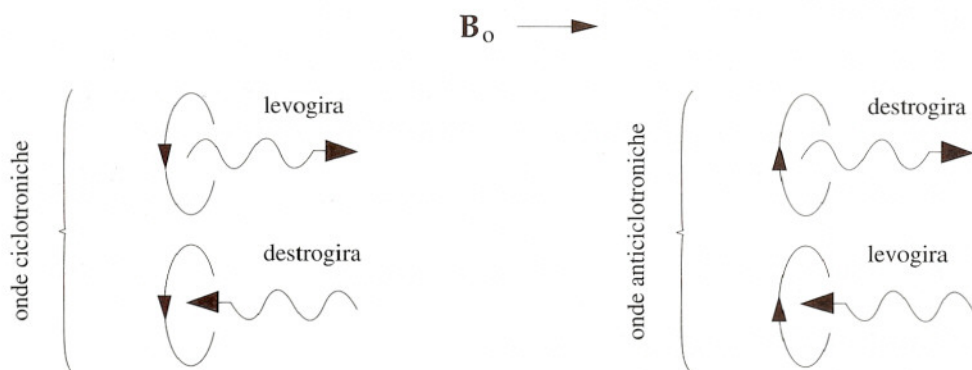 B₀
onde ciclotroniche
levogira
destrogira
onde anticiclotroniche
destrogira
levogira